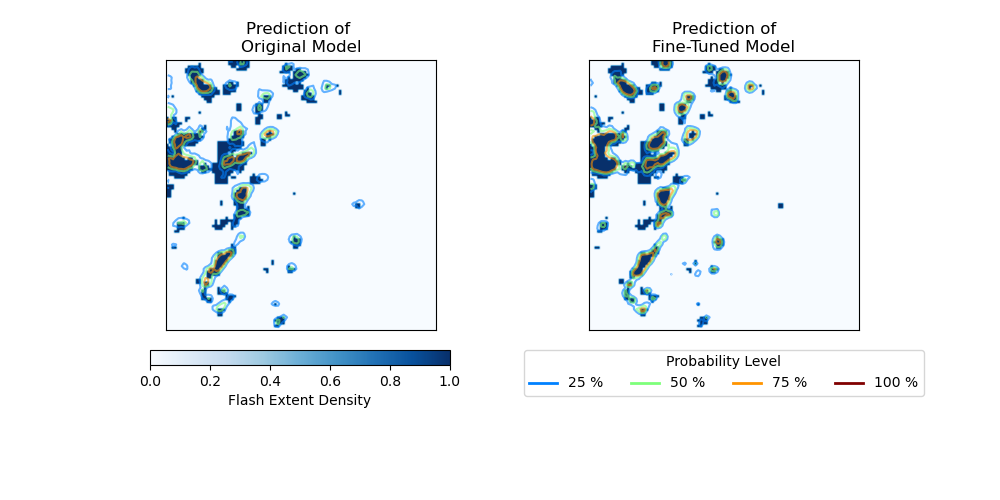 Prediction of
Original Model
Prediction of
Fine-Tuned Model
0.0 0.2 0.4 0.6 0.8 1.0
Flash Extent Density
Probability Level
25 % 50 % 75 % 100 %